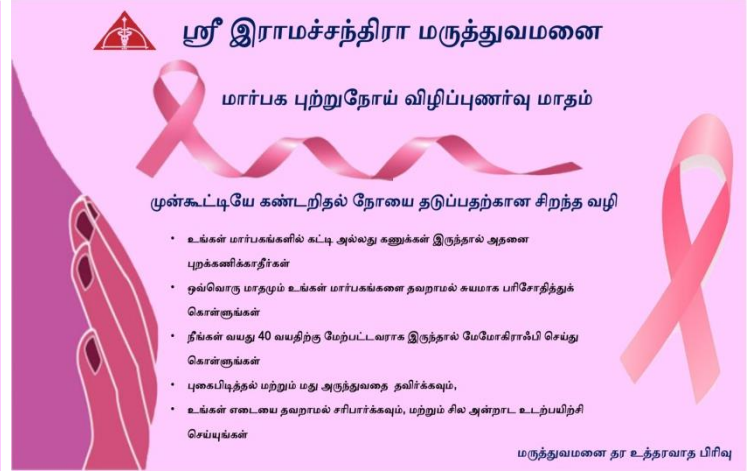 ஸ்ரீ இராமச்சந்திரா மருத்துவமனை
மார்பக புற்றுநோய் விழிப்புணர்வு மாதம்
முன்கூட்டியே கண்டறிதல் நோயை தடுப்பதற்கான சிறந்த வழி
• உங்கள் மார்பகங்களில் கட்டி அல்லது கணுக்கள் இருந்தால் அதனை
புறக்கணிக்காதீர்கள்
• ஒவ்வொரு மாதமும் உங்கள் மார்பகங்களை தவறாமல் சுயமாக பரிசோதித்துக்
கொள்ளுங்கள்
• நீங்கள் வயது 40 வயதிற்கு மேற்பட்டவராக இருந்தால் மேமோகிராஃபி செய்து
கொள்ளுங்கள்
• புகைபிடித்தல் மற்றும் மது அருந்துவதை தவிர்க்கவும்,
• உங்கள் எடையை தவறாமல் சரிபார்க்கவும், மற்றும் சில அன்றாட உடற்பயிற்சி
செய்யுங்கள்
மருத்துவமனை தர உத்தரவாத பிரிவு